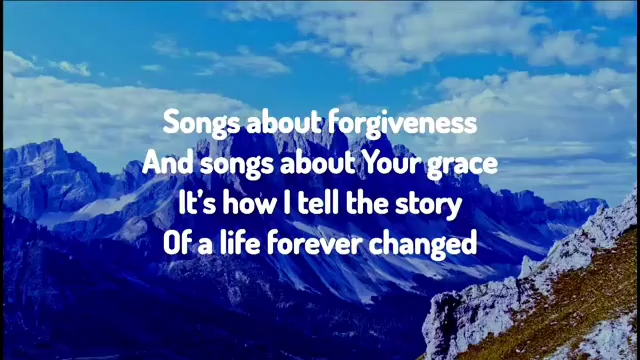 Songs about forgiveness
And songs about Your grace
It's how I tell the story
Of a life forever changed